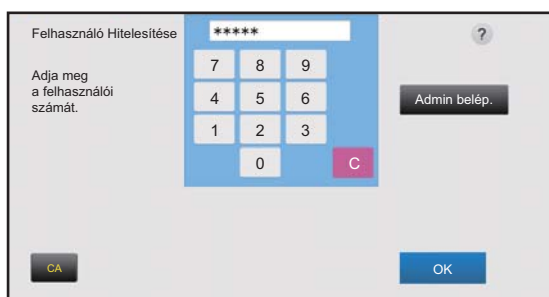 Felhasználó Hitelesítése
*****
?
Adja meg
a felhasználói
számát.
7 8 9
4 5 6
1 2 3
0 C
Admin belép.
CA
OK